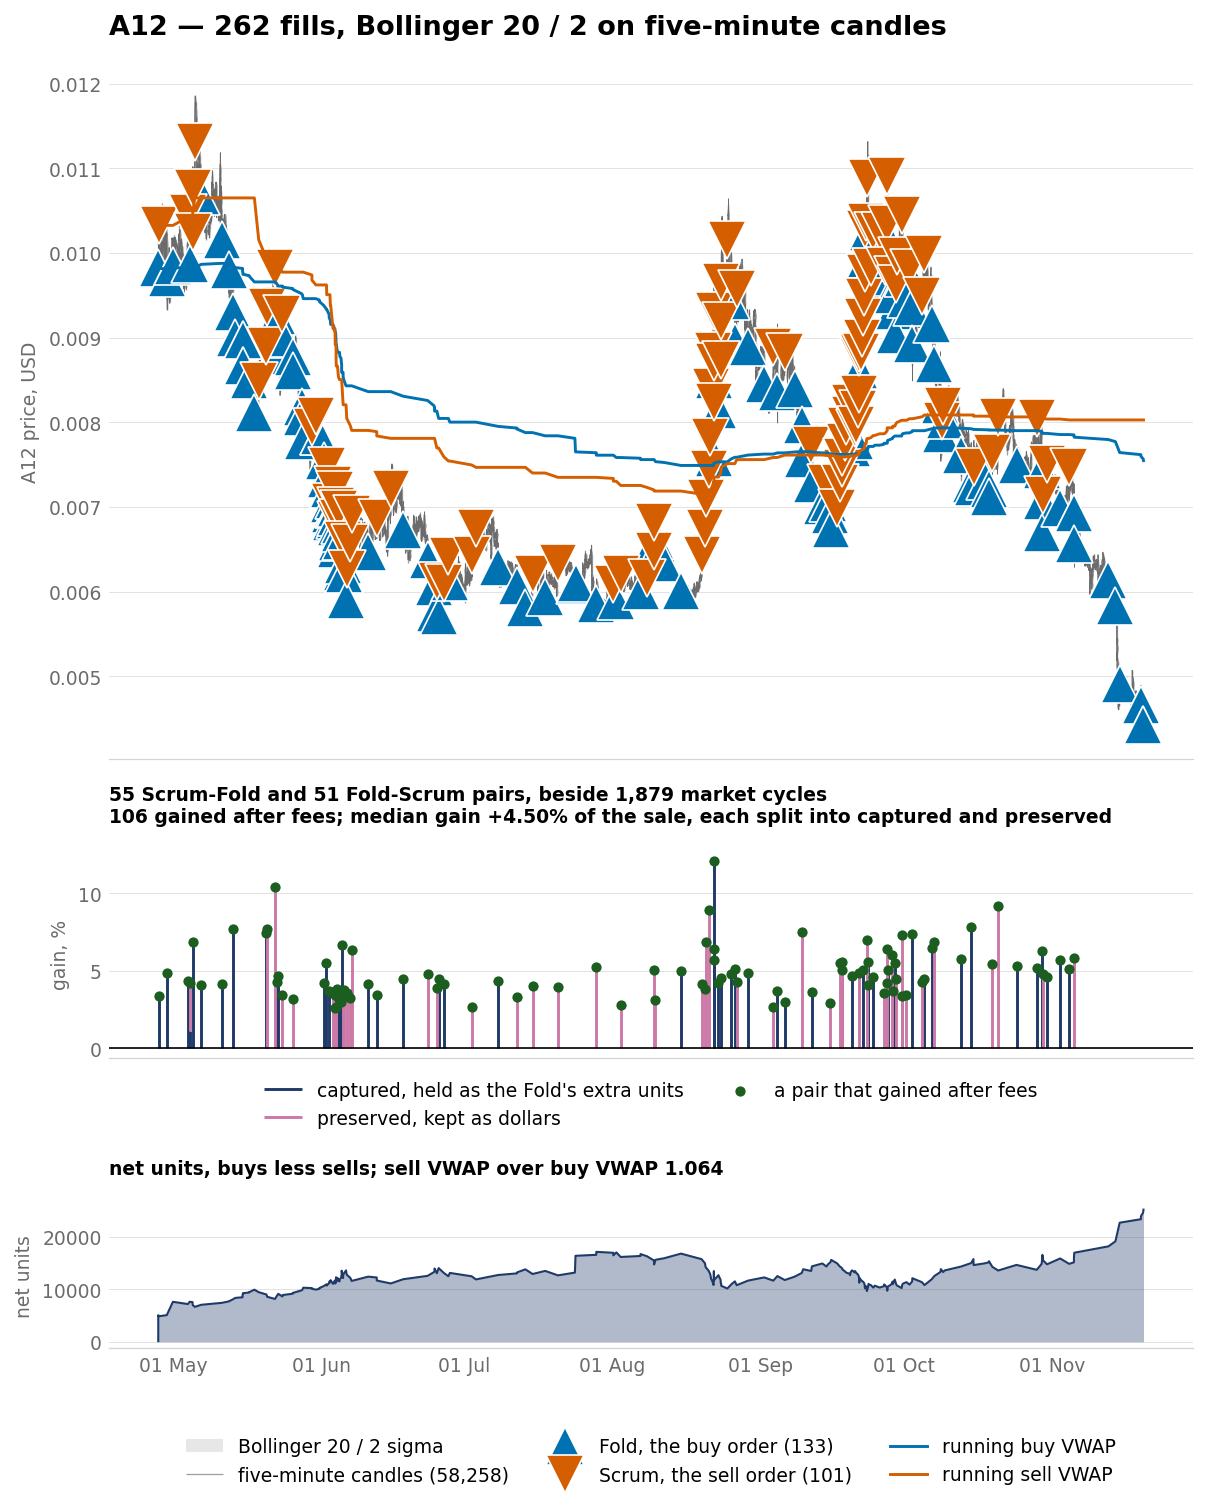 A12 — 262 fills, Bollinger 20 / 2 on five-minute candles
0.012
0.011
0.010
0.009
0.008
0.007
0.006
0.005
A12 price, USD
55 Scrum-Fold and 51 Fold-Scrum pairs, beside 1,879 market cycles
106 gained after fees; median gain +4.50% of the sale, each split into captured and preserved
10
5
0
gain, %
captured, held as the Fold's extra units
a pair that gained after fees
preserved, kept as dollars
net units, buys less sells; sell VWAP over buy VWAP 1.064
20000
10000
0
net units
01 May
01 Jun
01 Jul
01 Aug
01 Sep
01 Oct
01 Nov
Bollinger 20 / 2 sigma
Fold, the buy order (133)
running buy VWAP
five-minute candles (58,258)
Scrum, the sell order (101)
running sell VWAP